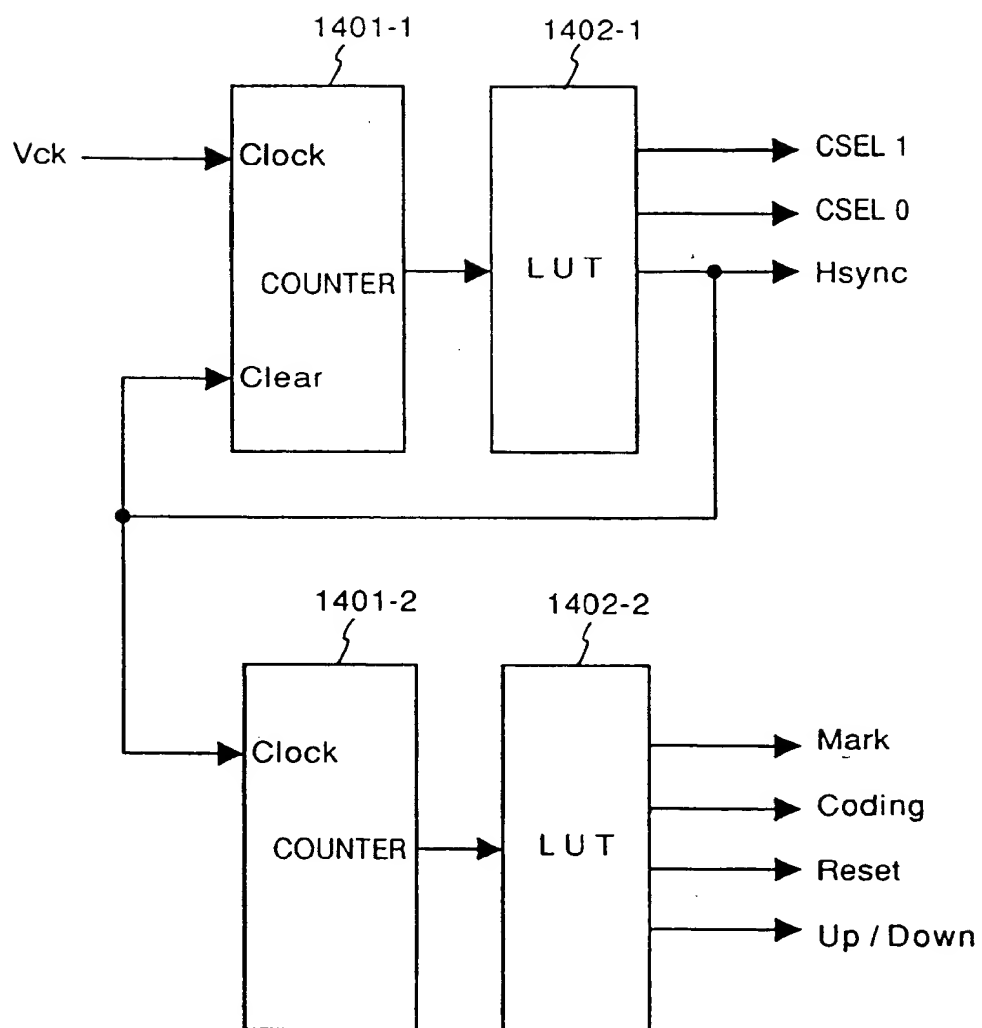 1401-1
1402-1
Vck
Clock
CSEL 1
CSEL 0
COUNTER
LUT
Hsync
Clear
1401-2
1402-2
Clock
Mark
Coding
COUNTER
LUT
Reset
Up / Down